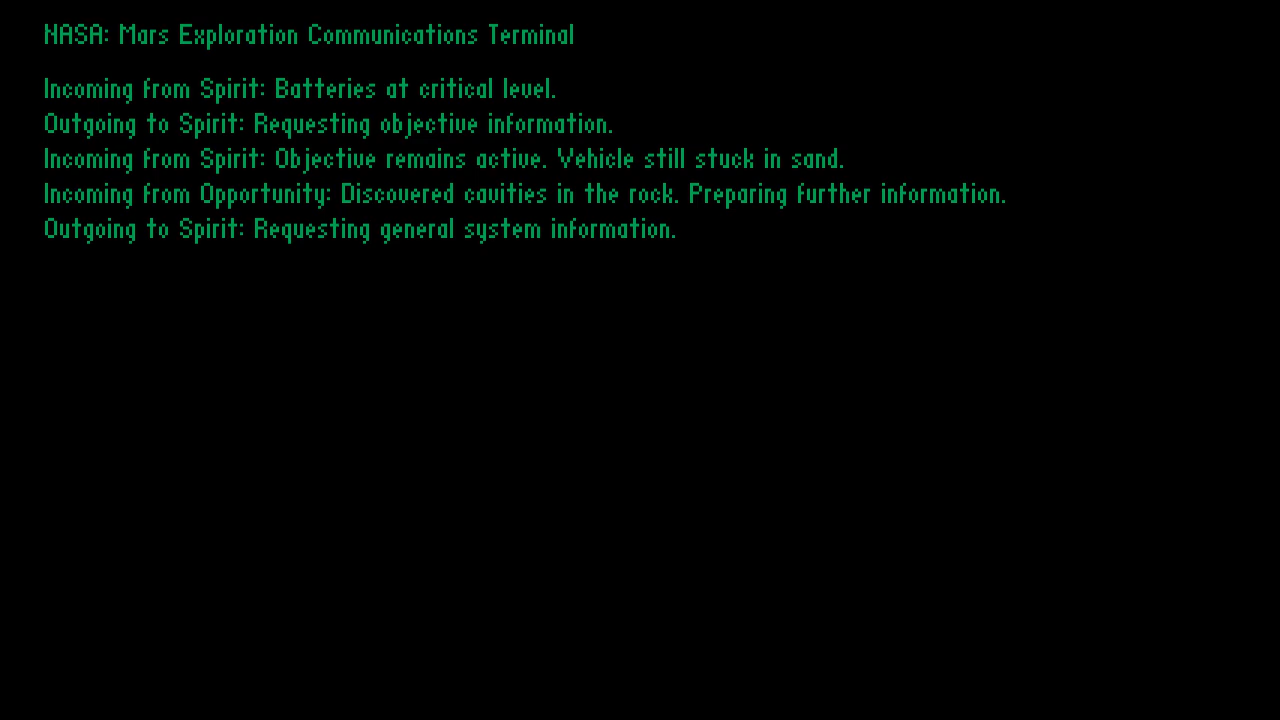 NASA: Mars Exploration Communications Terminal
Incoming from Spirit: Batteries at critical level.
Outgoing to Spirit: Requesting objective information.
Incoming from Spirit: Objective remains active. Vehicle still stuck in sand.
Incoming from Opportunity: Discovered cavities in the rock. Preparing further information.
Outgoing to Spirit: Requesting general system information.